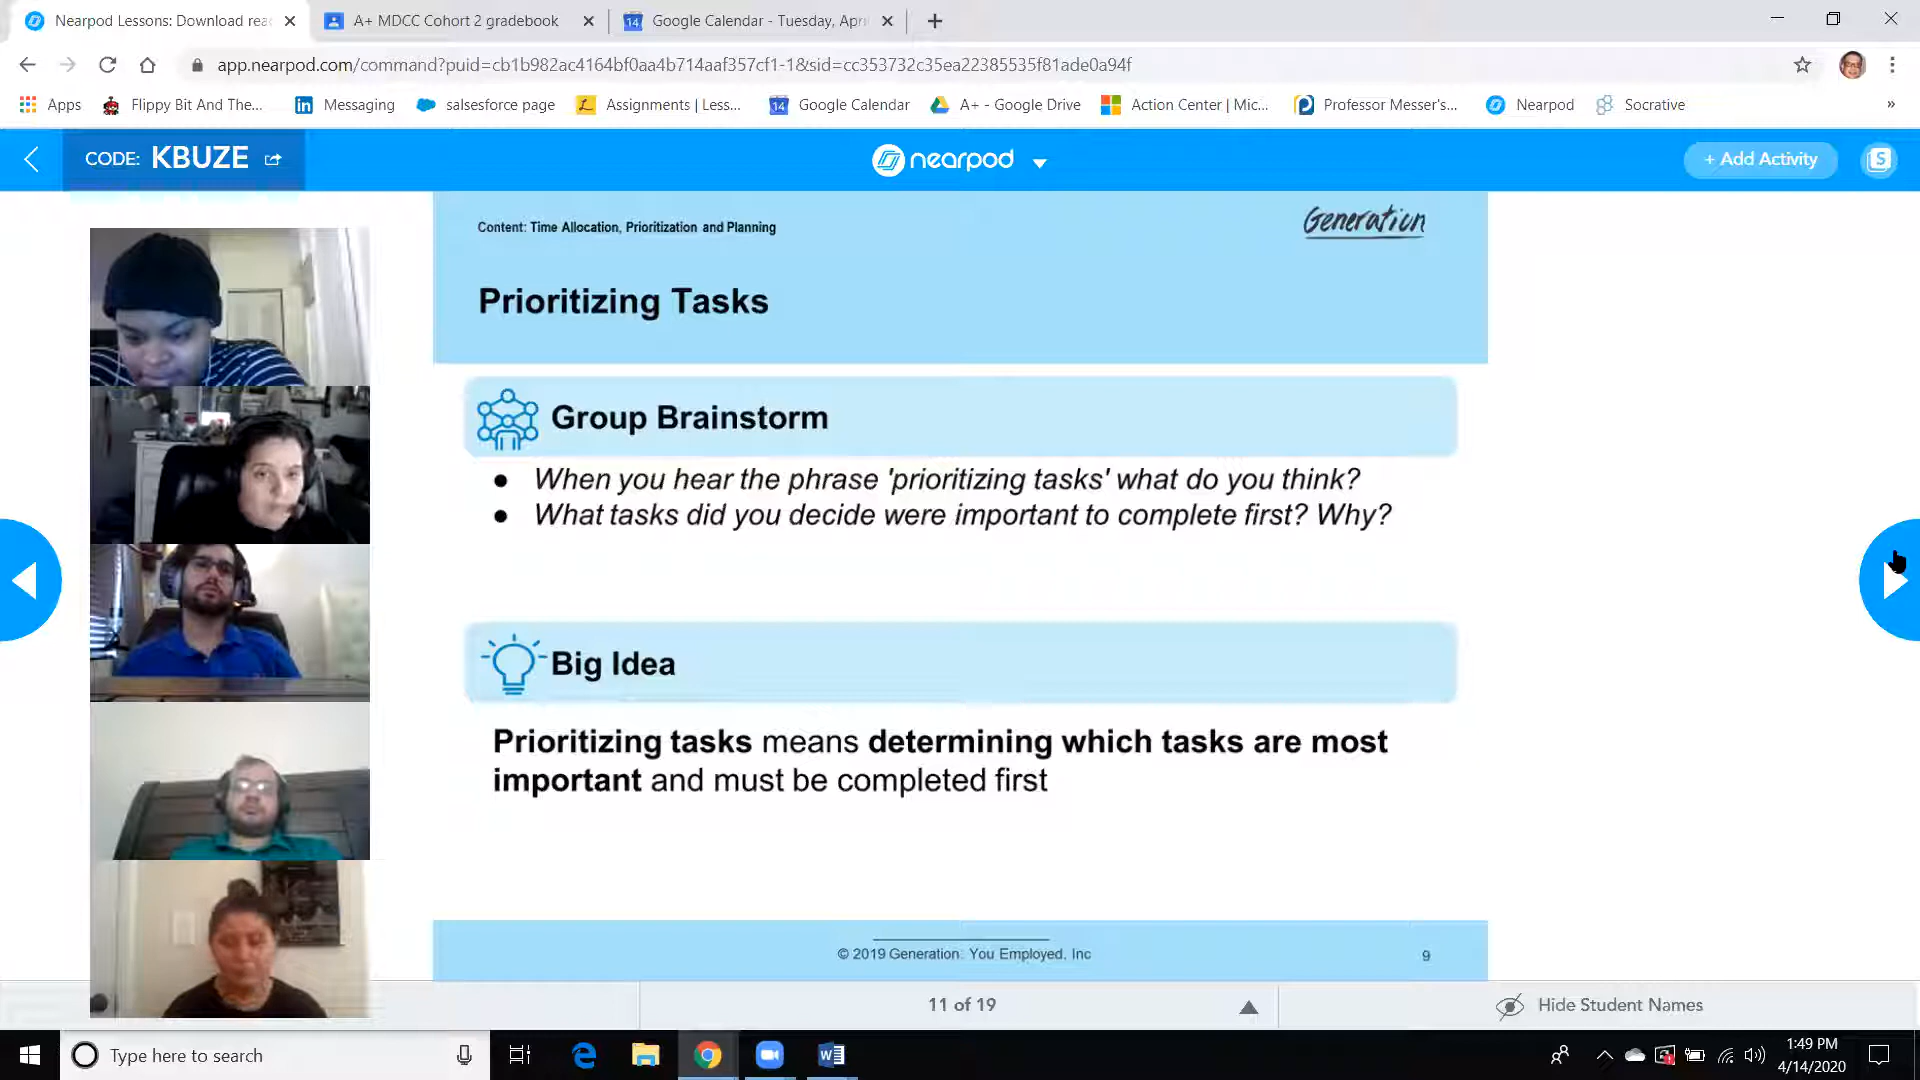 Nearpod Lessons: Download rea
A+ MDCC Cohort 2 gradebook
14 Google Calendar - Tuesday, Apri
app.nearpod.com/command?puid=cb1b982ac4164bf0aa4b714aaf357cf1-1&sid=cc353732c35ea22385535f81ade0a94f
Apps
Flippy Bit And The...
in Messaging
salsesforce page
L Assignments | Less...
14 Google Calendar
A+ - Google Drive
Action Center | Mic...
Professor Messer's...
Nearpod
Socrative
»
CODE: KBUZE
nearpod
+ Add Activity
S
Content: Time Allocation, Prioritization and Planning
Generation
Prioritizing Tasks
Group Brainstorm
● When you hear the phrase 'prioritizing tasks' what do you think?
● What tasks did you decide were important to complete first? Why?
Big Idea
Prioritizing tasks means determining which tasks are most
important and must be completed first
© 2019 Generation: You Employed, Inc
9
11 of 19
Hide Student Names
Type here to search
1:49 PM
4/14/2020